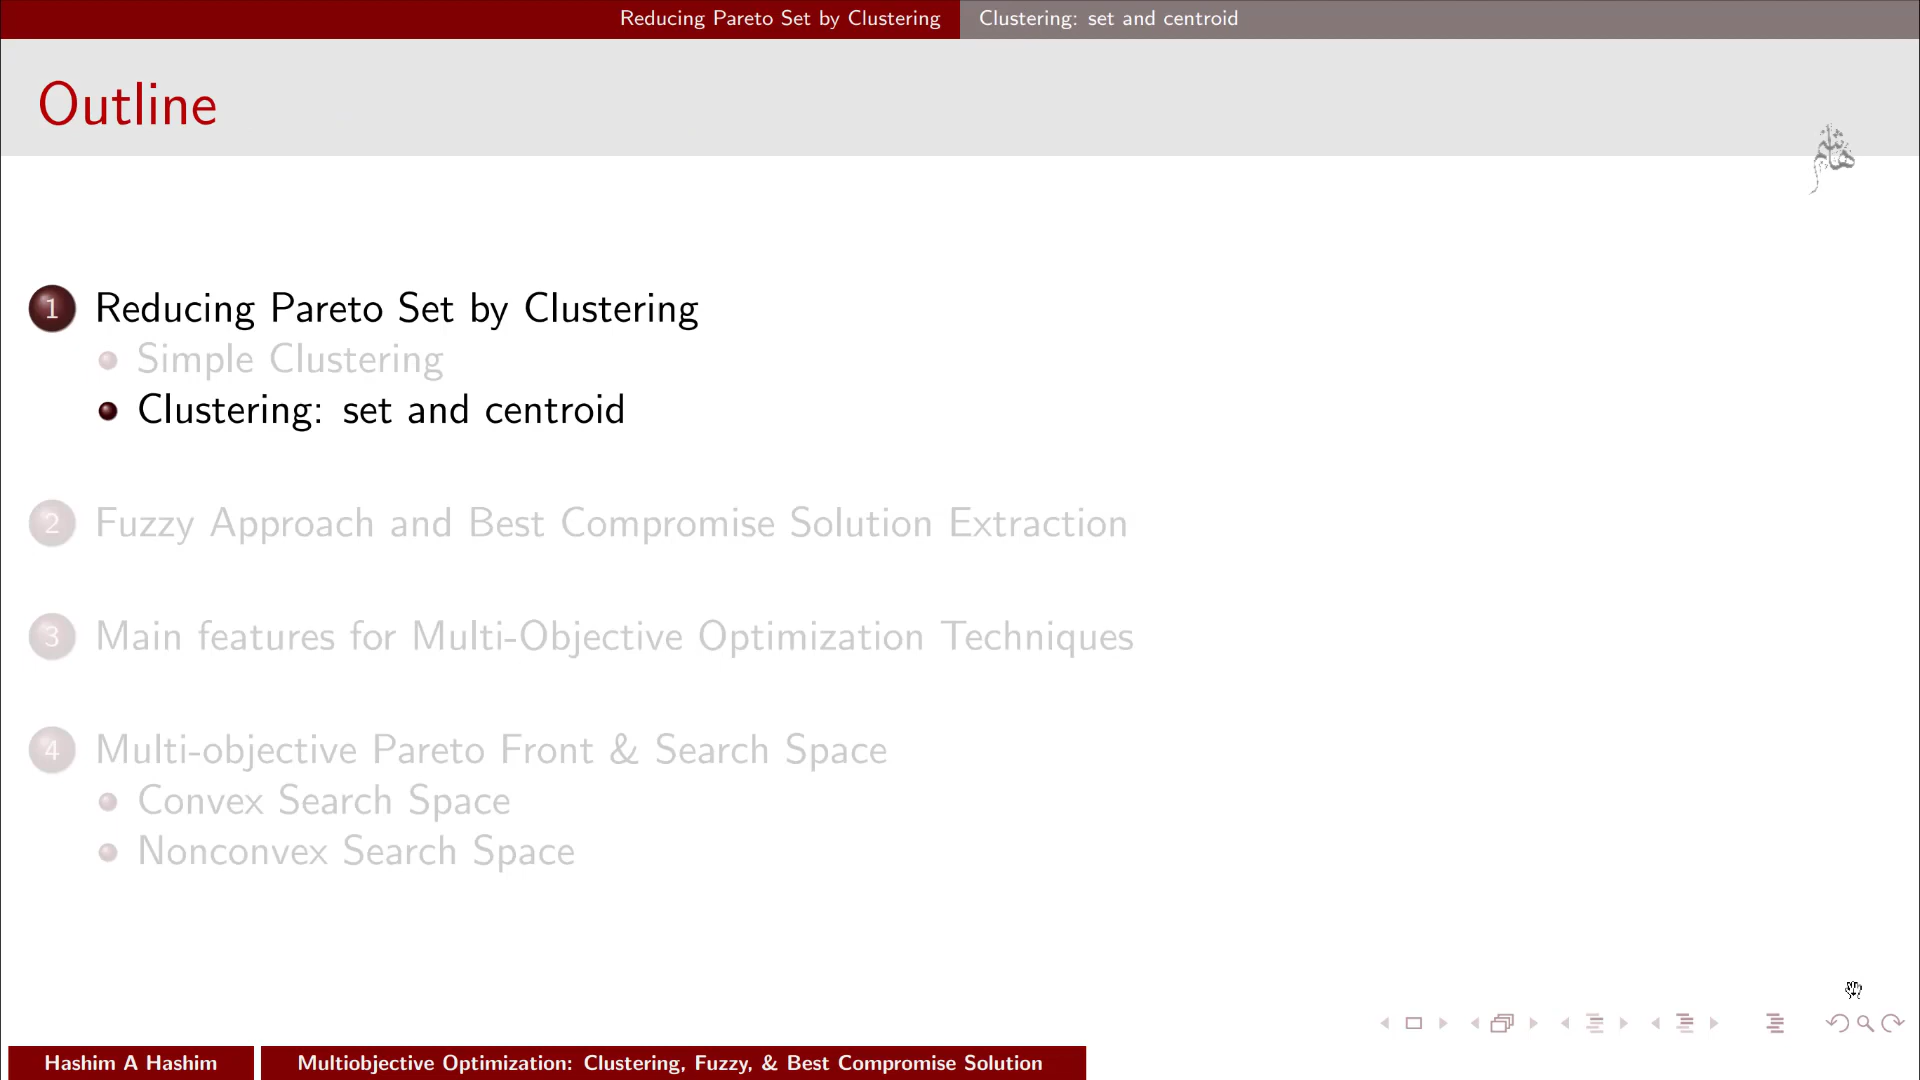 Reducing Pareto Set by Clustering
Clustering: set and centroid
Outline
هاشم
1 Reducing Pareto Set by Clustering
Simple Clustering
Clustering: set and centroid
2 Fuzzy Approach and Best Compromise Solution Extraction
3 Main features for Multi-Objective Optimization Techniques
4 Multi-objective Pareto Front & Search Space
Convex Search Space
Nonconvex Search Space
Hashim A Hashim
Multiobjective Optimization: Clustering, Fuzzy, & Best Compromise Solution